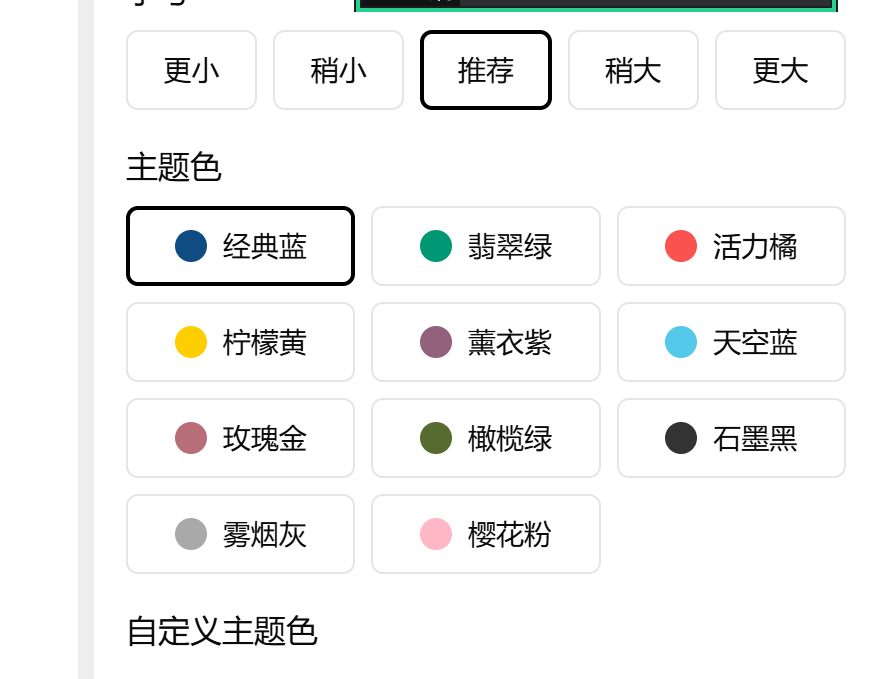 更小 稍小 推荐 稍大 更大
主题色
经典蓝 翡翠绿 活力橘
柠檬黄 薰衣紫 天空蓝
玫瑰金 橄榄绿 石墨黑
雾烟灰 樱花粉
自定义主题色